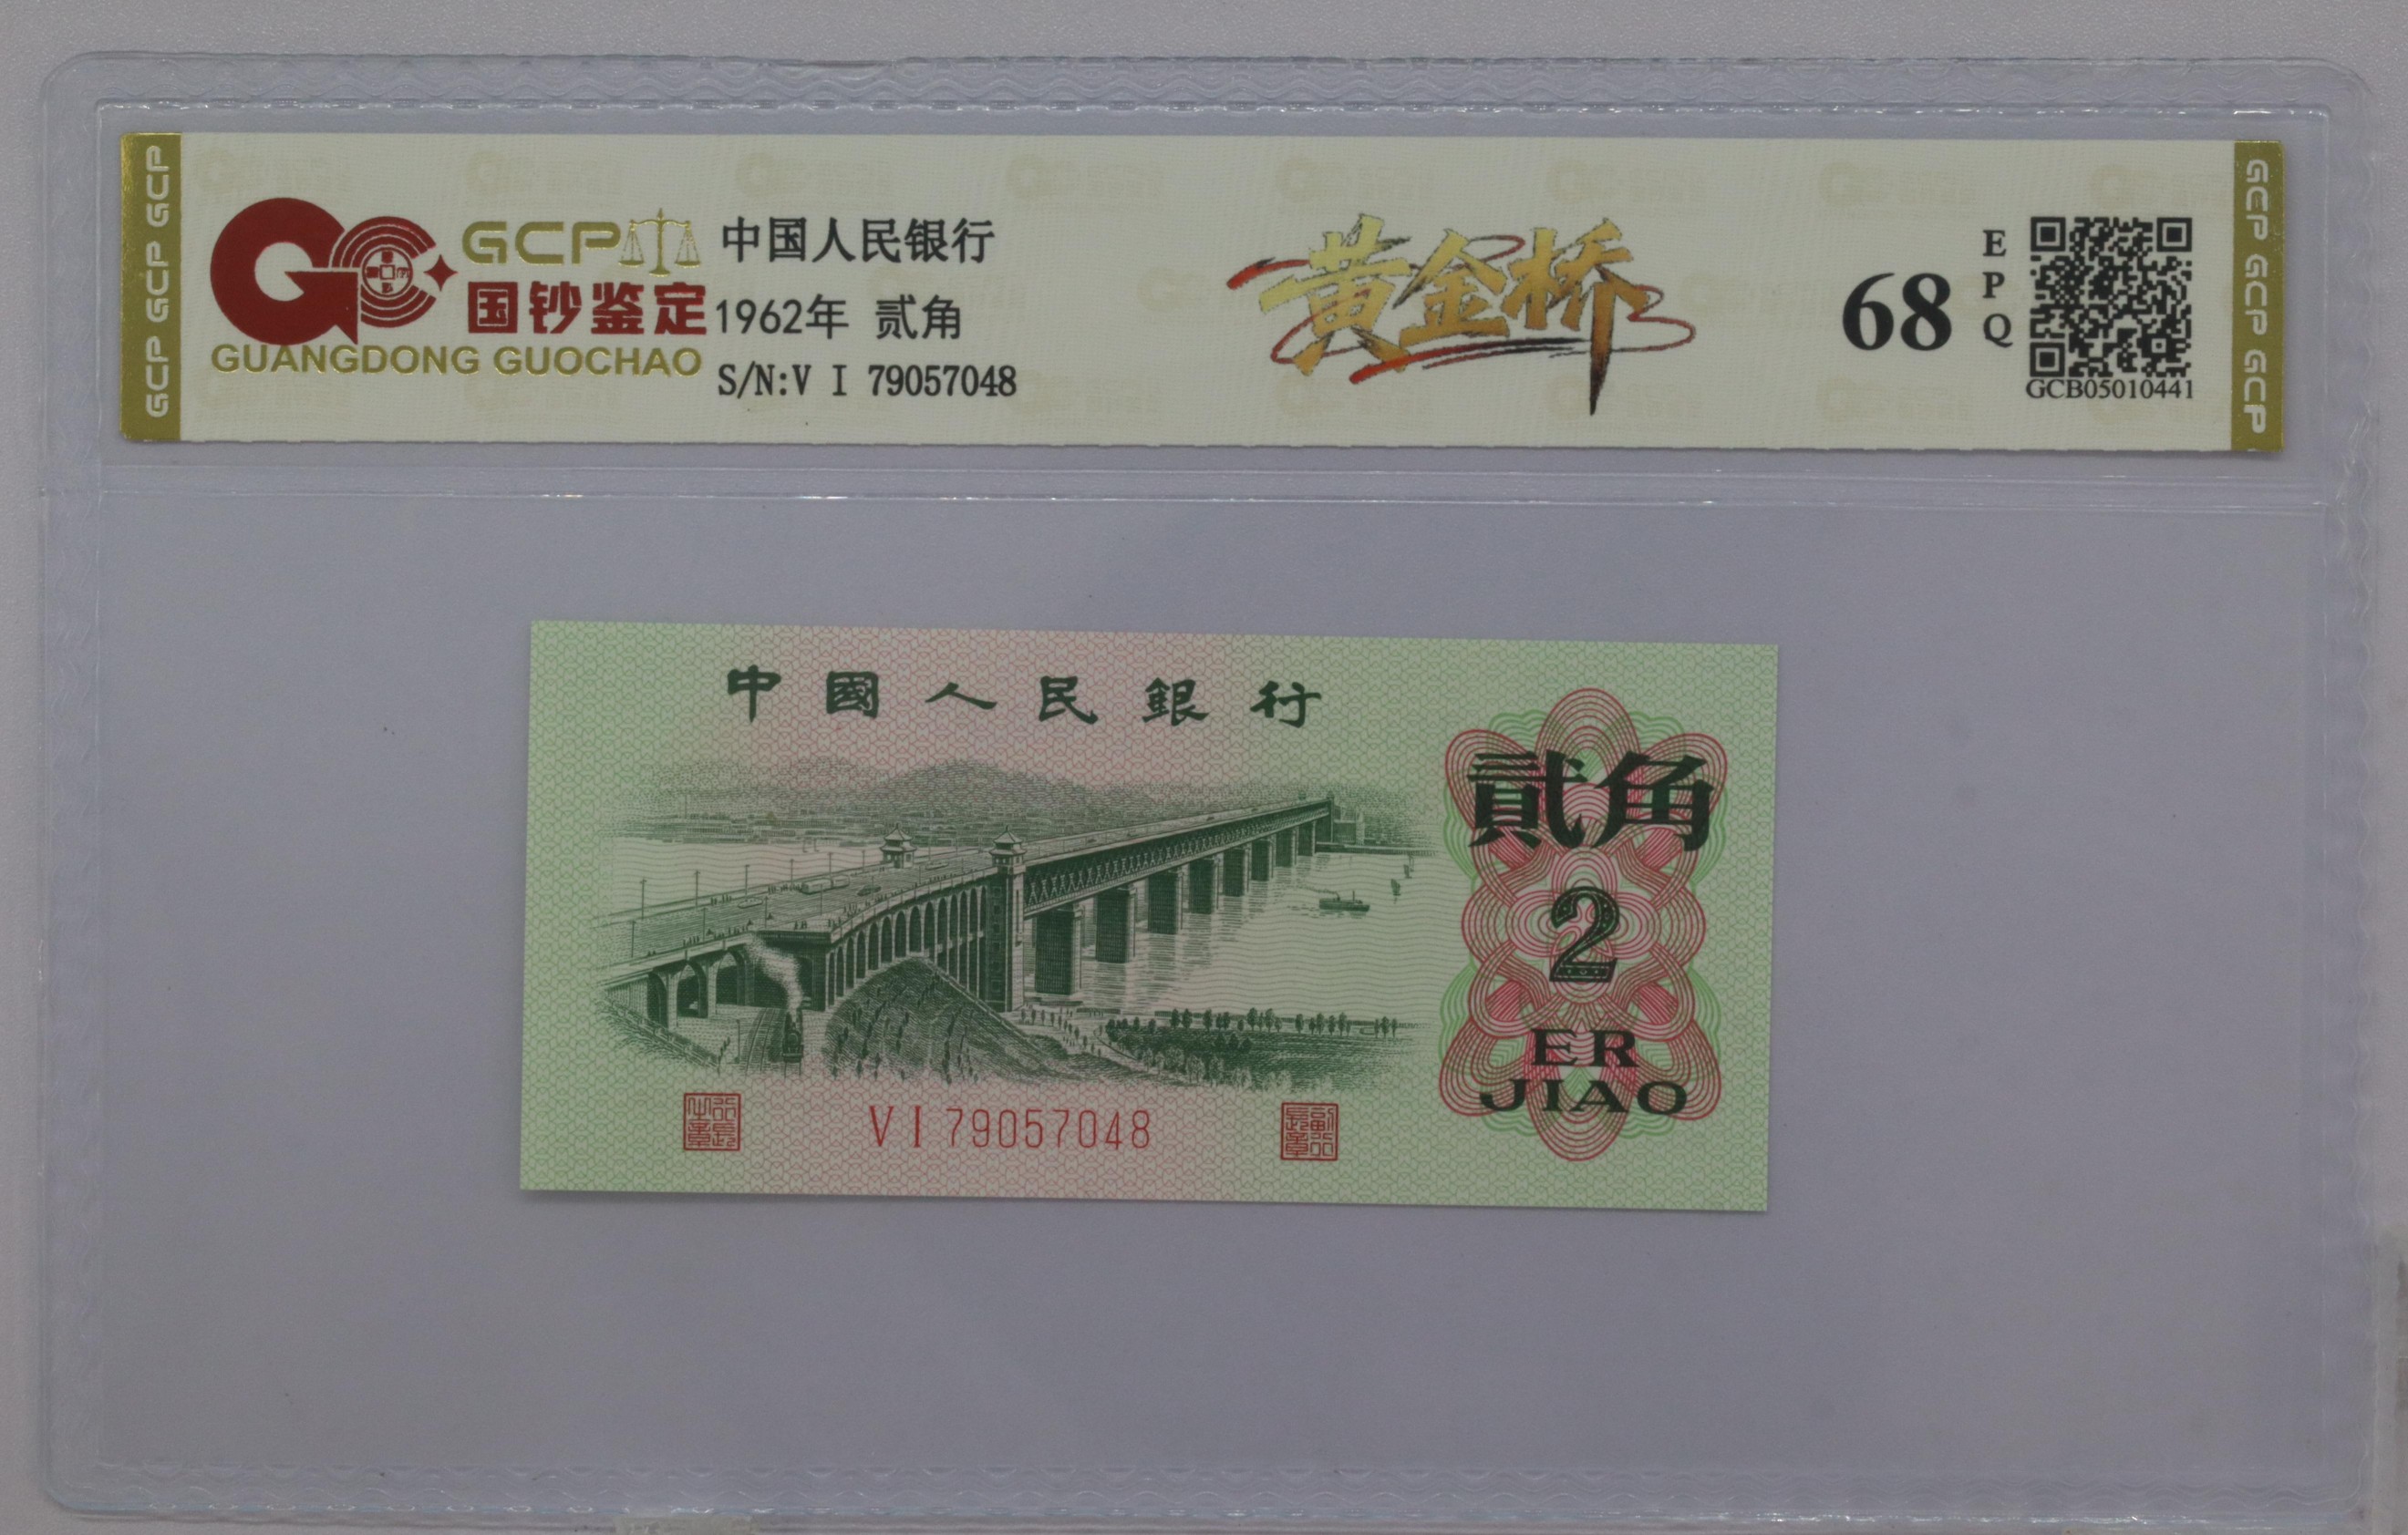 GCP GCP GCP
GCP
国钞鉴定
GUANGDONG GUOCHAO
中国人民银行
1962年 贰角
S/N:V I 79057048
黄金桥
68
EPQ
GCB05010441
GCP GCP GCP
中國人民銀行
貳角
2
ER
JIAO
VI 79057048